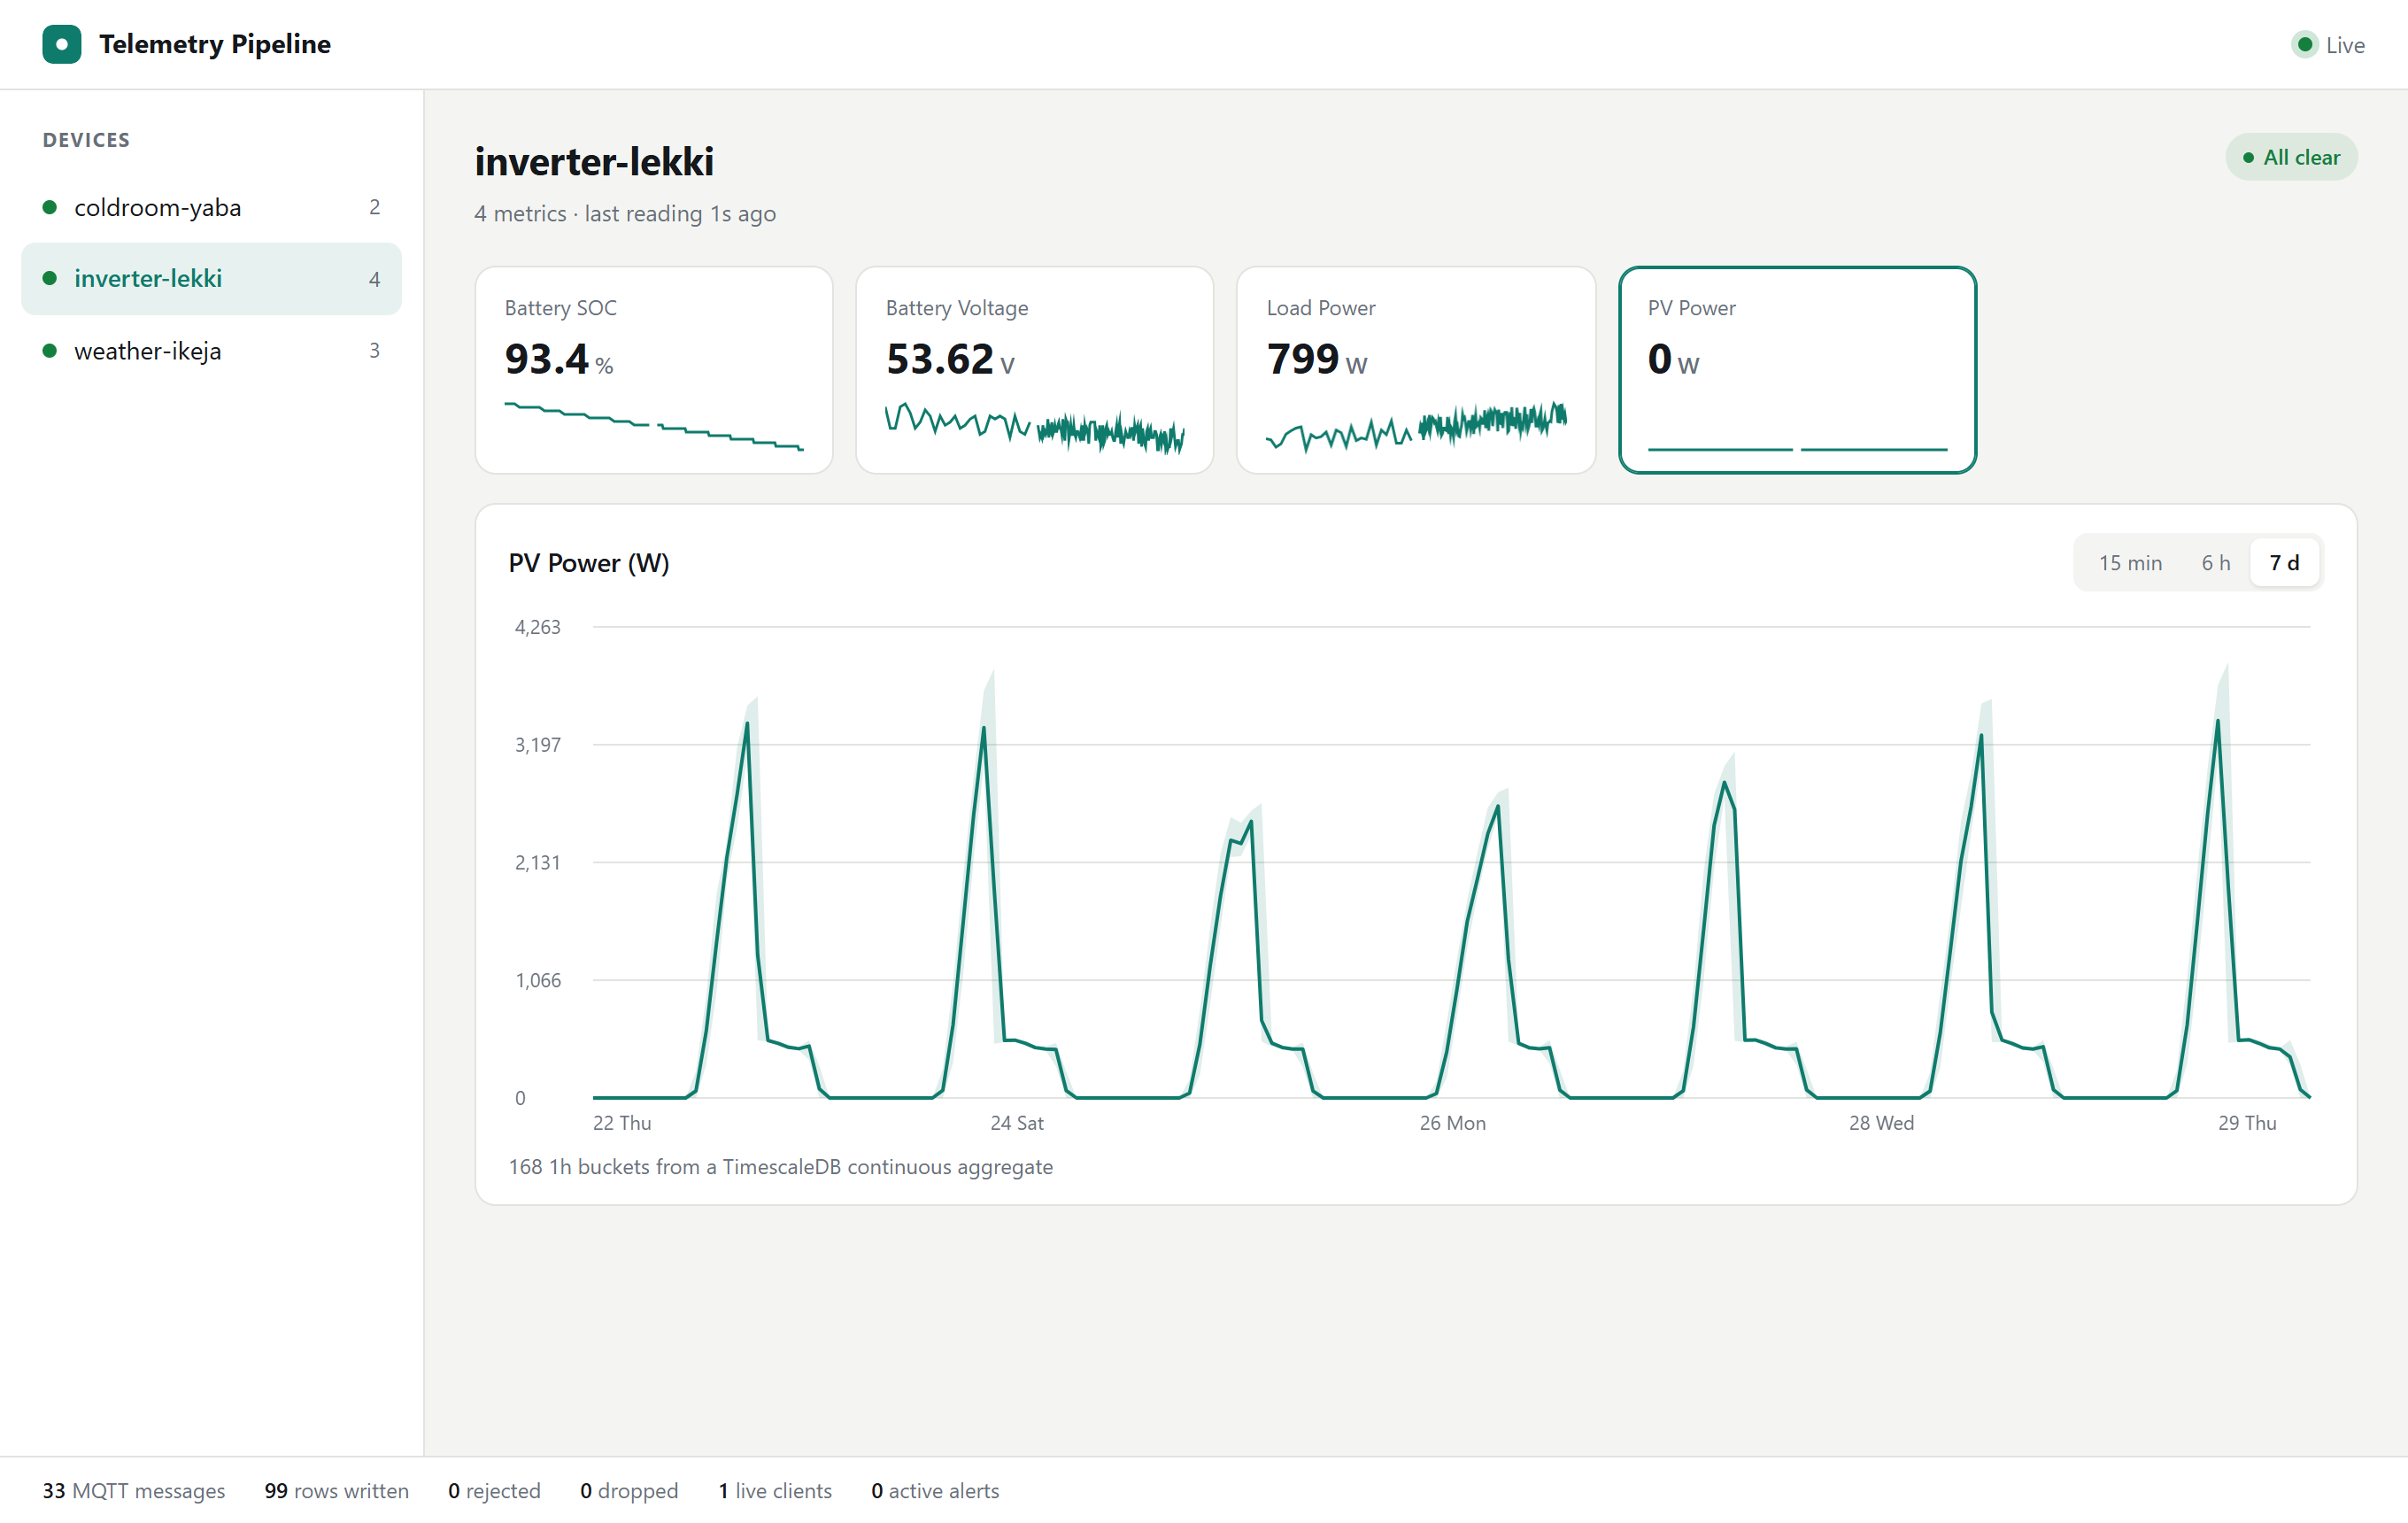 Telemetry Pipeline
Live
DEVICES
coldroom-yaba 2
inverter-lekki 4
weather-ikeja 3
inverter-lekki
All clear
4 metrics · last reading 1s ago
Battery SOC
93.4 %
Battery Voltage
53.62 V
Load Power
799 W
PV Power
0 W
PV Power (W)
15 min 6 h 7 d
4,263
3,197
2,131
1,066
0
22 Thu 24 Sat 26 Mon 28 Wed 29 Thu
168 1h buckets from a TimescaleDB continuous aggregate
33 MQTT messages 99 rows written 0 rejected 0 dropped 1 live clients 0 active alerts